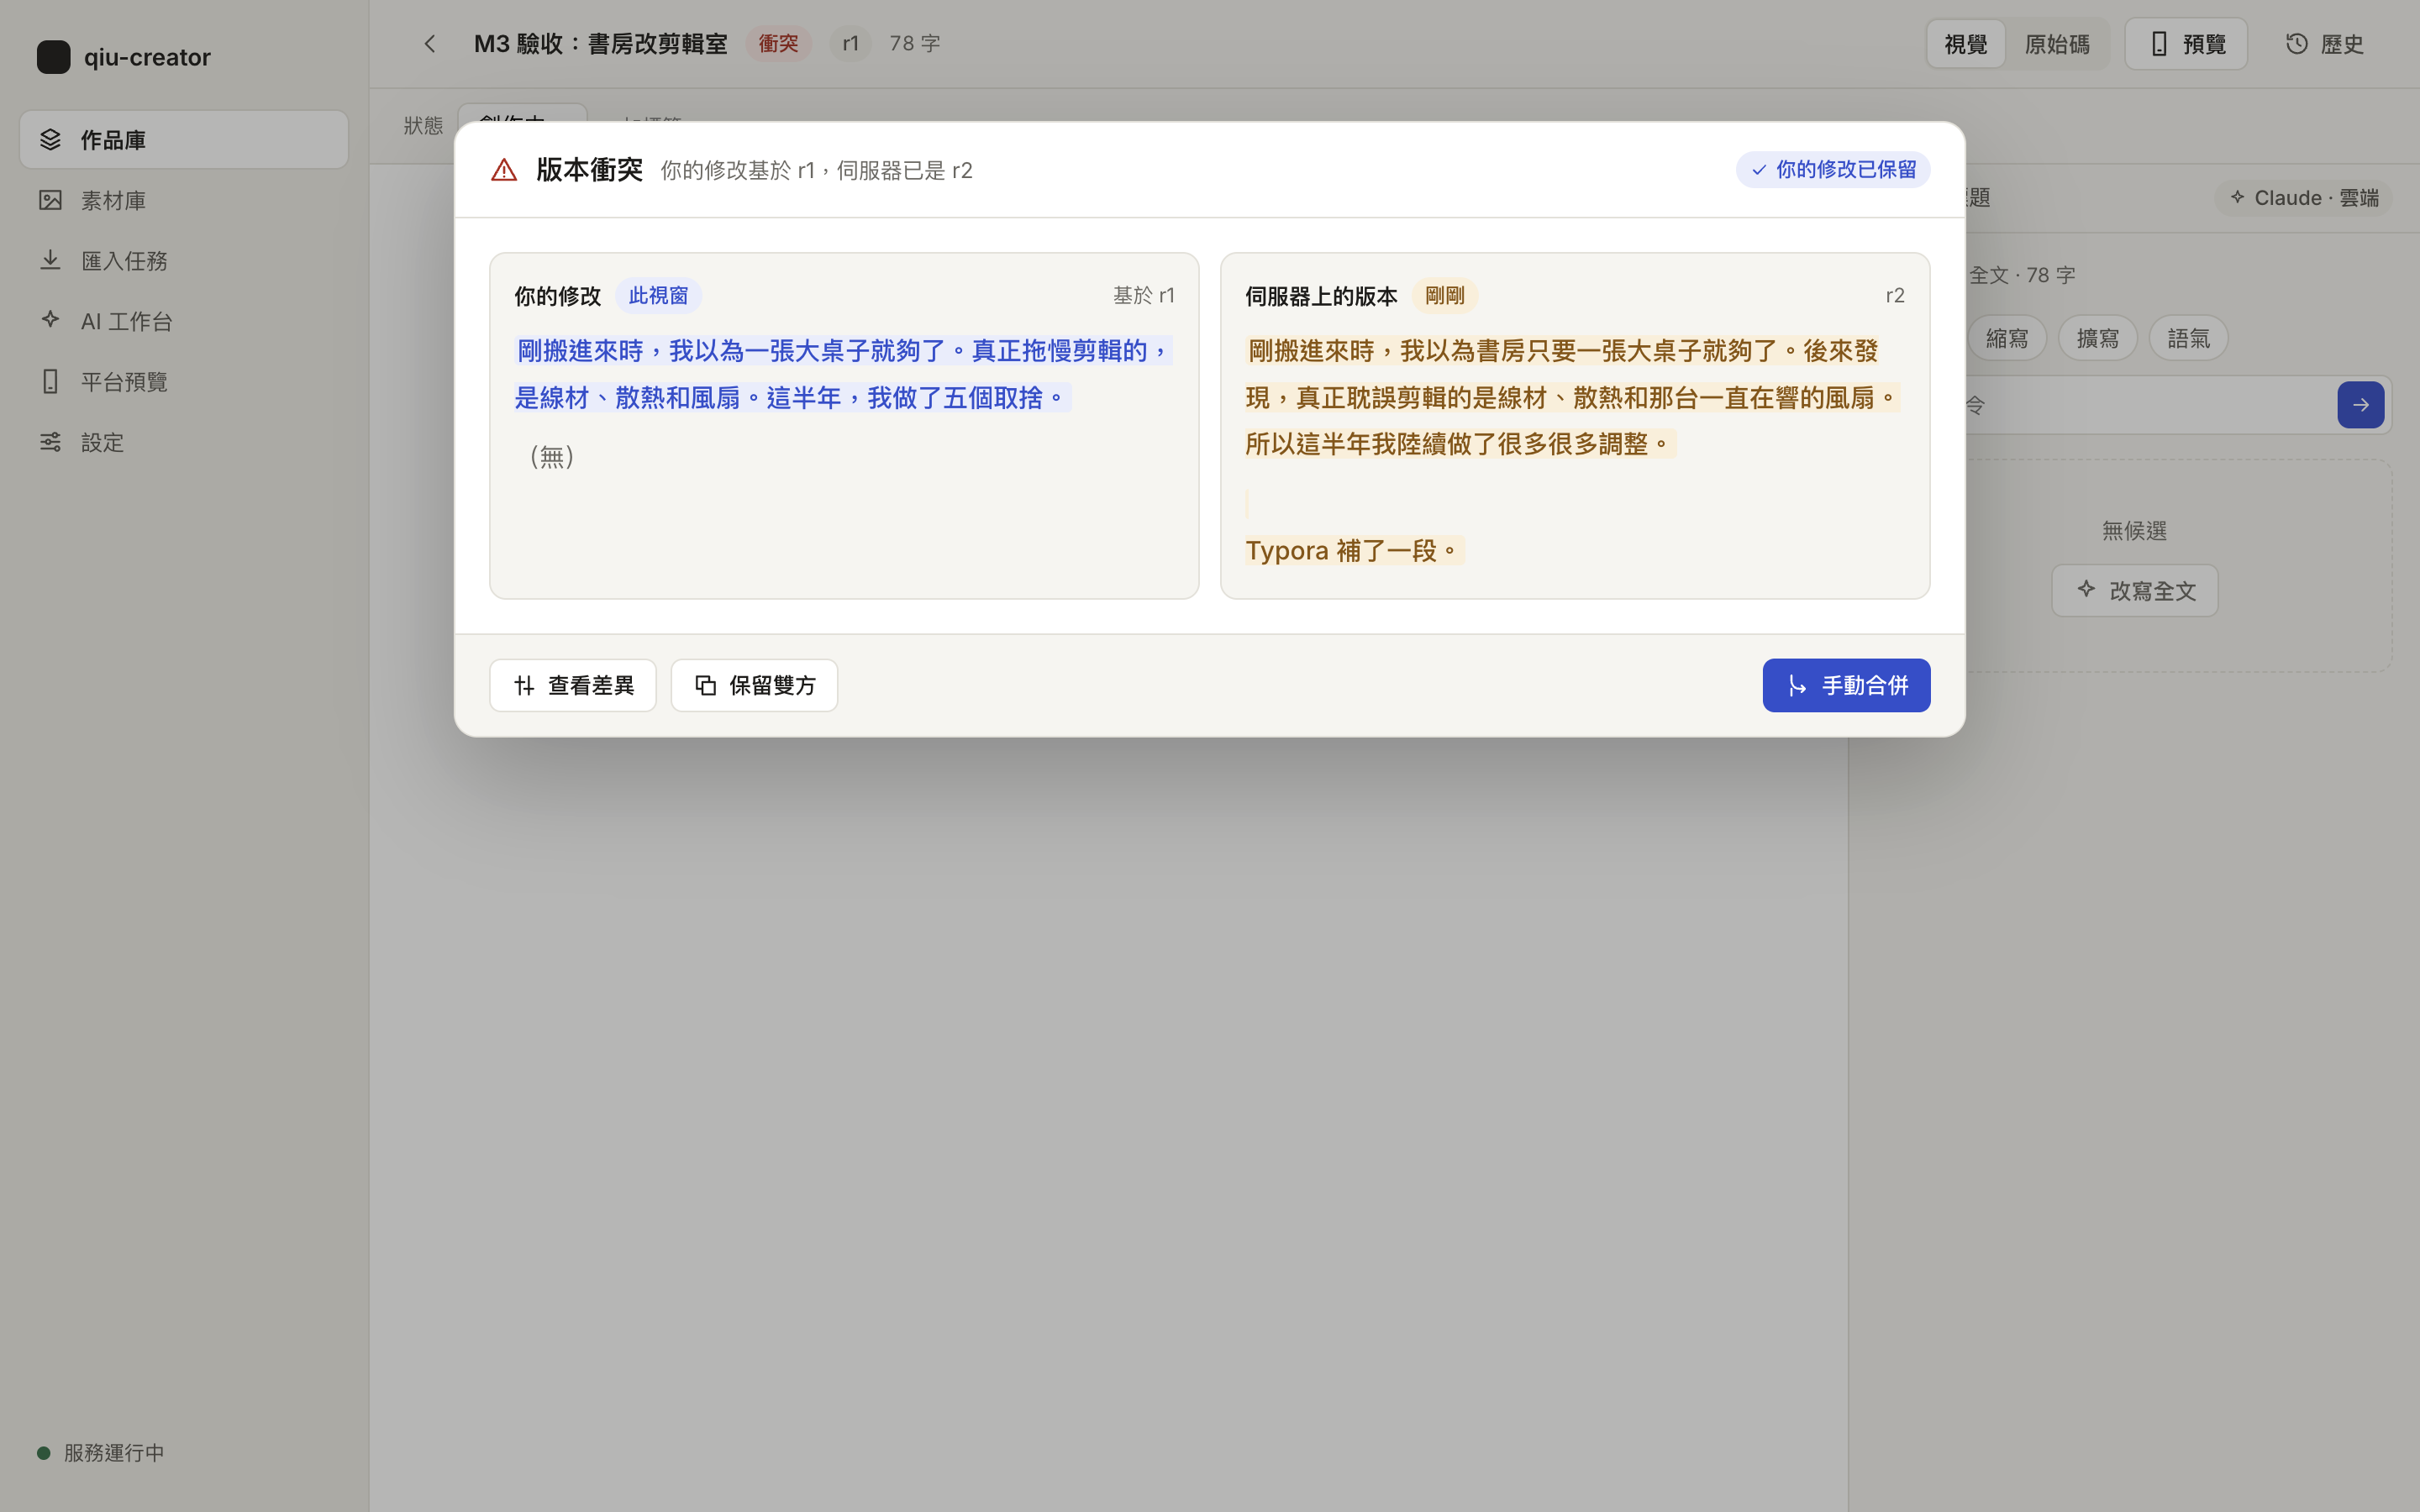 qiu-creator
作品庫
素材庫
匯入任務
AI 工作台
平台預覽
設定
服務運行中
M3 驗收：書房改剪輯室 衝突 r1 78 字
視覺 原始碼 預覽 歷史
狀態
版本衝突 你的修改基於 r1，伺服器已是 r2
你的修改已保留
你的修改 此視窗 基於 r1
剛搬進來時，我以為一張大桌子就夠了。真正拖慢剪輯的，
是線材、散熱和風扇。這半年，我做了五個取捨。
（無）
伺服器上的版本 剛剛 r2
剛搬進來時，我以為書房只要一張大桌子就夠了。後來發
現，真正耽誤剪輯的是線材、散熱和那台一直在響的風扇。
所以這半年我陸續做了很多很多調整。
Typora 補了一段。
查看差異 保留雙方 手動合併
題 Claude · 雲端
全文 · 78 字
縮寫 擴寫 語氣
令
無候選
改寫全文